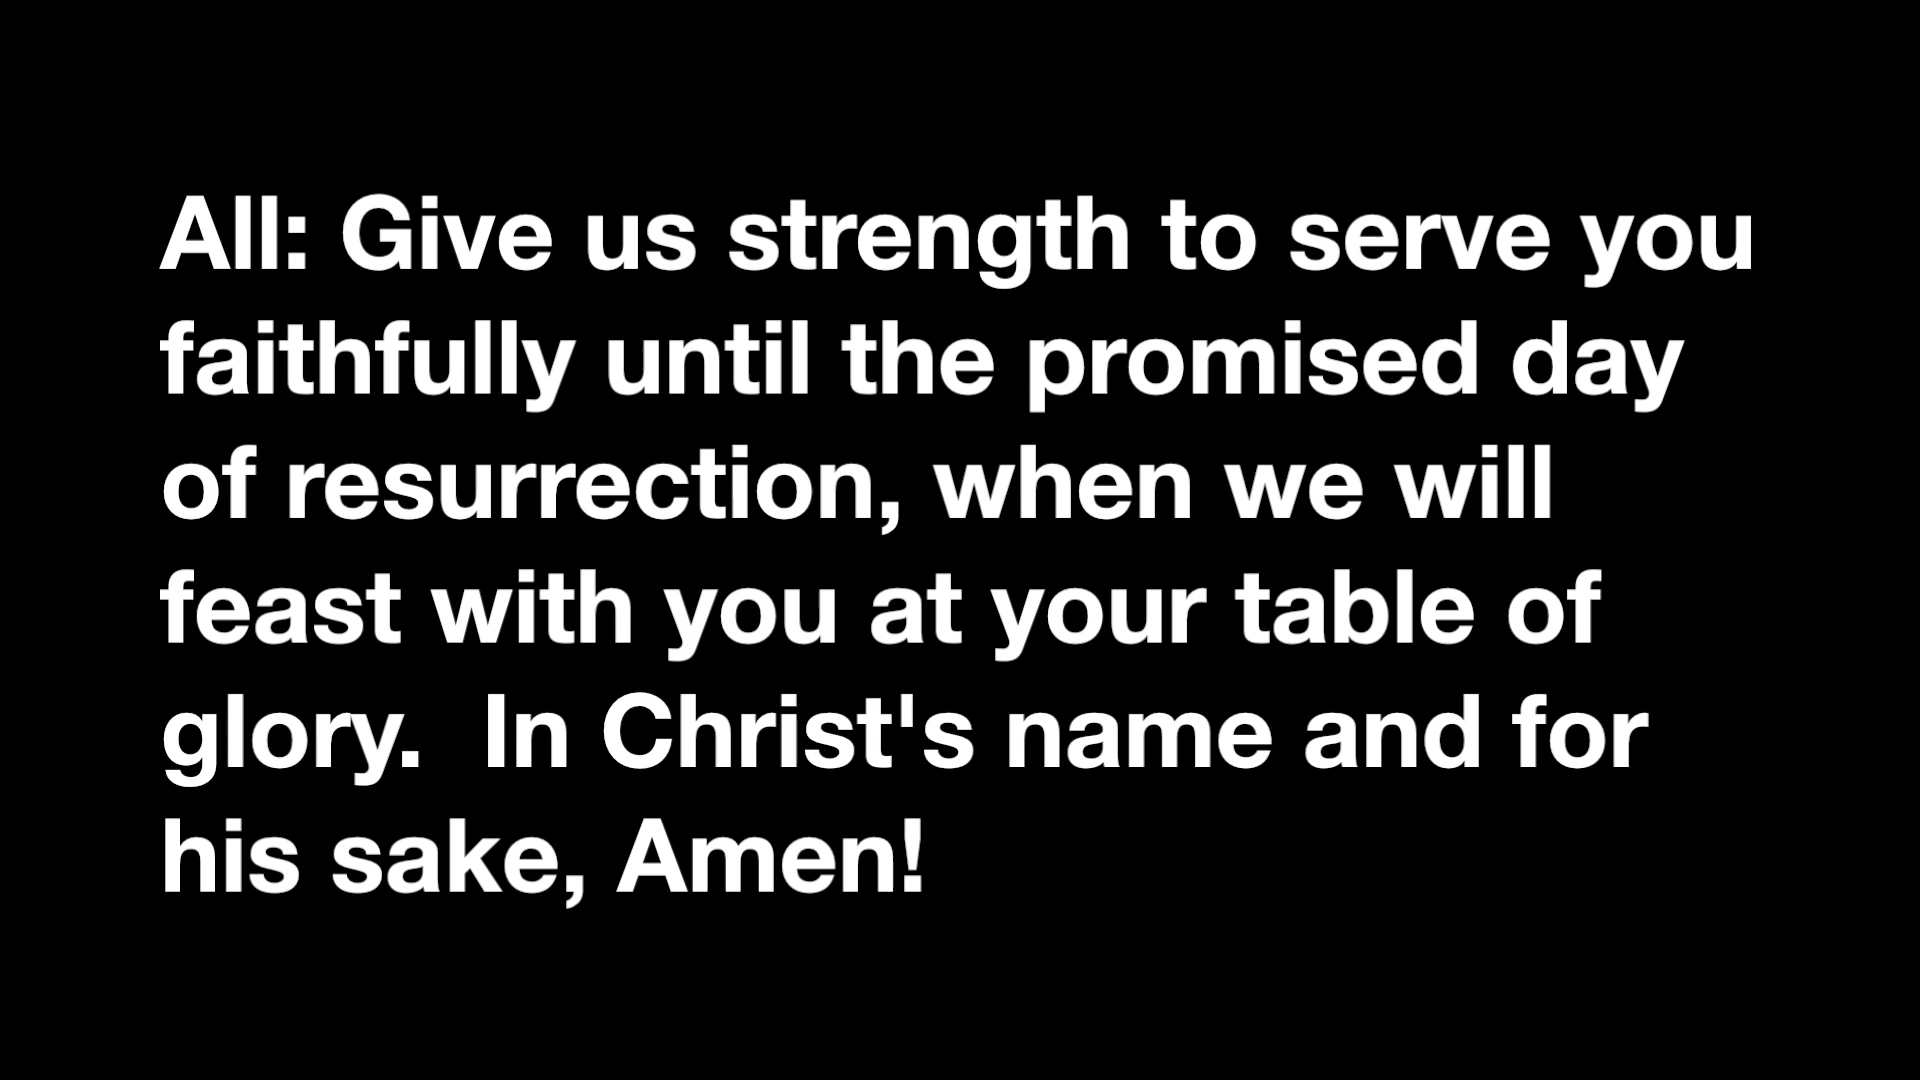 All: Give us strength to serve you
faithfully until the promised day
of resurrection, when we will
feast with you at your table of
glory.  In Christ's name and for
his sake, Amen!